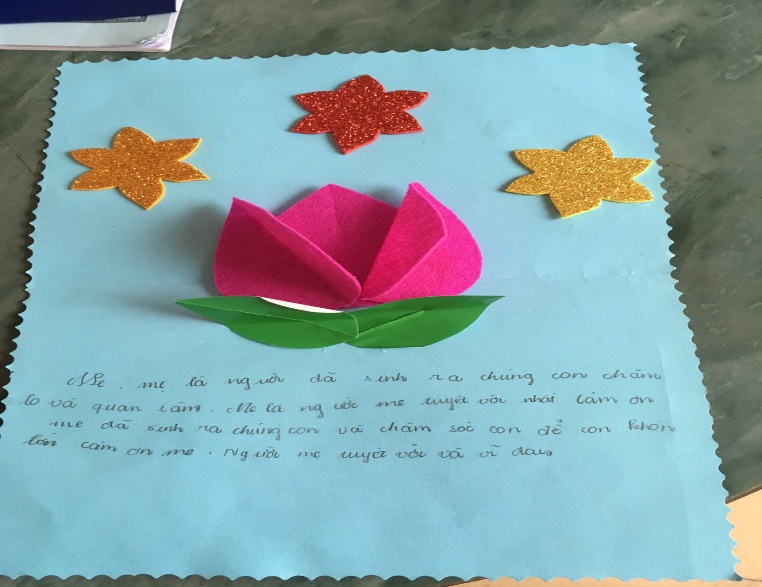 Mẹ. mẹ là người đã sinh ra chúng con chăm
lo và quan tâm. Mẹ là người mẹ tuyệt vời nhất cảm ơn
mẹ đã sinh ra chúng con và chăm sóc con để con khôn
lớn cảm ơn mẹ. Người mẹ tuyệt vời và vĩ đại